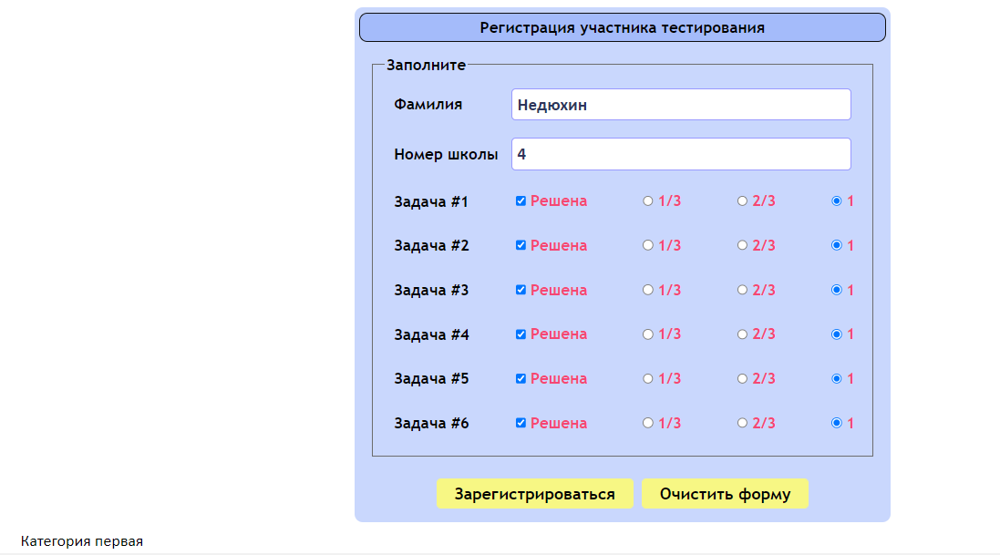 Регистрация участника тестирования
Заполните
Фамилия Недюхин
Номер школы 4
Задача #1 Решена 1/3 2/3 1
Задача #2 Решена 1/3 2/3 1
Задача #3 Решена 1/3 2/3 1
Задача #4 Решена 1/3 2/3 1
Задача #5 Решена 1/3 2/3 1
Задача #6 Решена 1/3 2/3 1
Зарегистрироваться Очистить форму
Категория первая